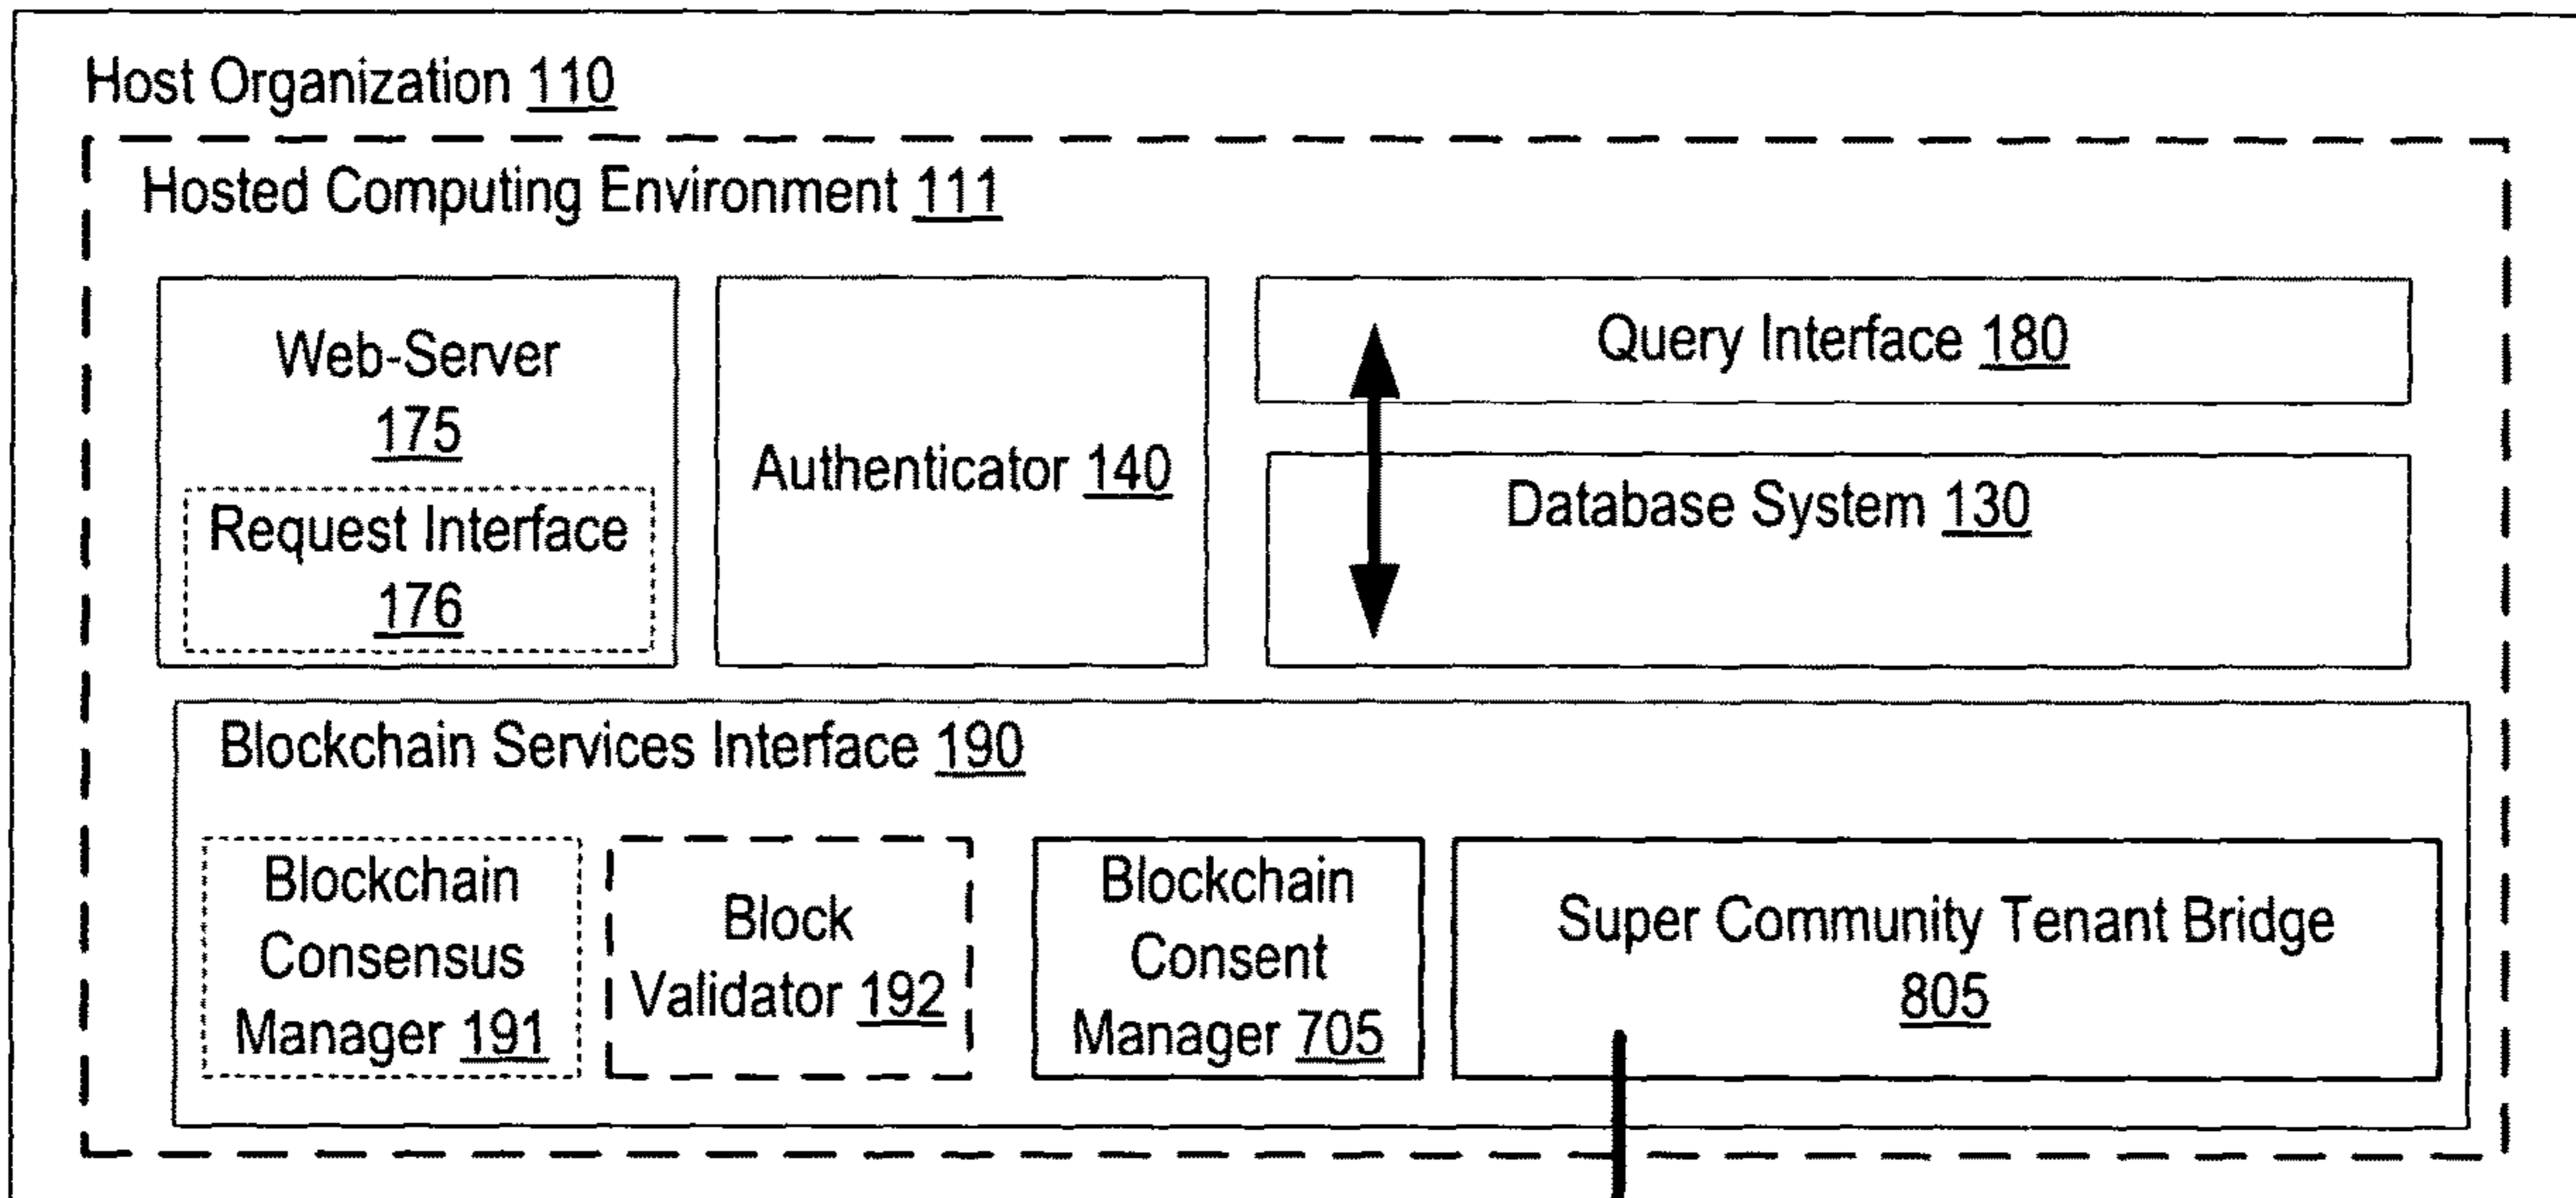 Host Organization 110
Hosted Computing Environment 111
Web-Server
175
Request Interface
176
Authenticator 140
Query Interface 180
Database System 130
Blockchain Services Interface 190
Blockchain
Consensus
Manager 191
Block
Validator 192
Blockchain
Consent
Manager 705
Super Community Tenant Bridge
805